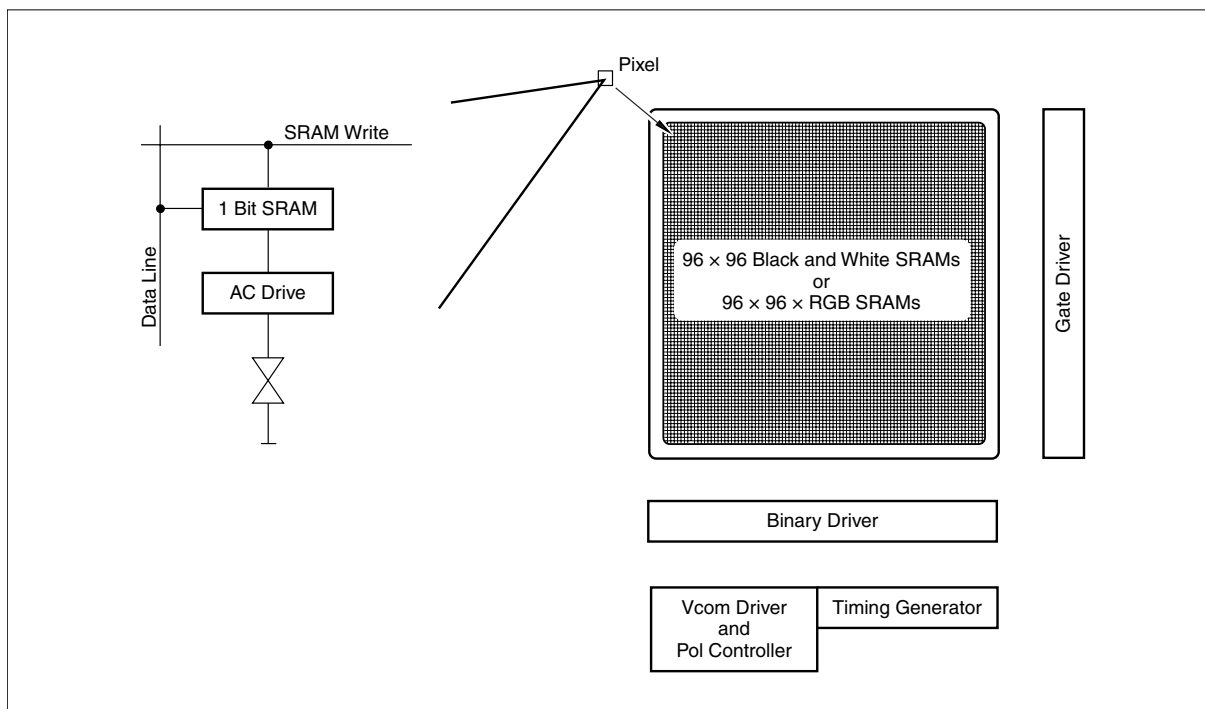 Pixel
SRAM Write
1 Bit SRAM
Data Line
AC Drive
96 × 96 Black and White SRAMs
or
96 × 96 × RGB SRAMs
Gate Driver
Binary Driver
Vcom Driver
and
Pol Controller
Timing Generator